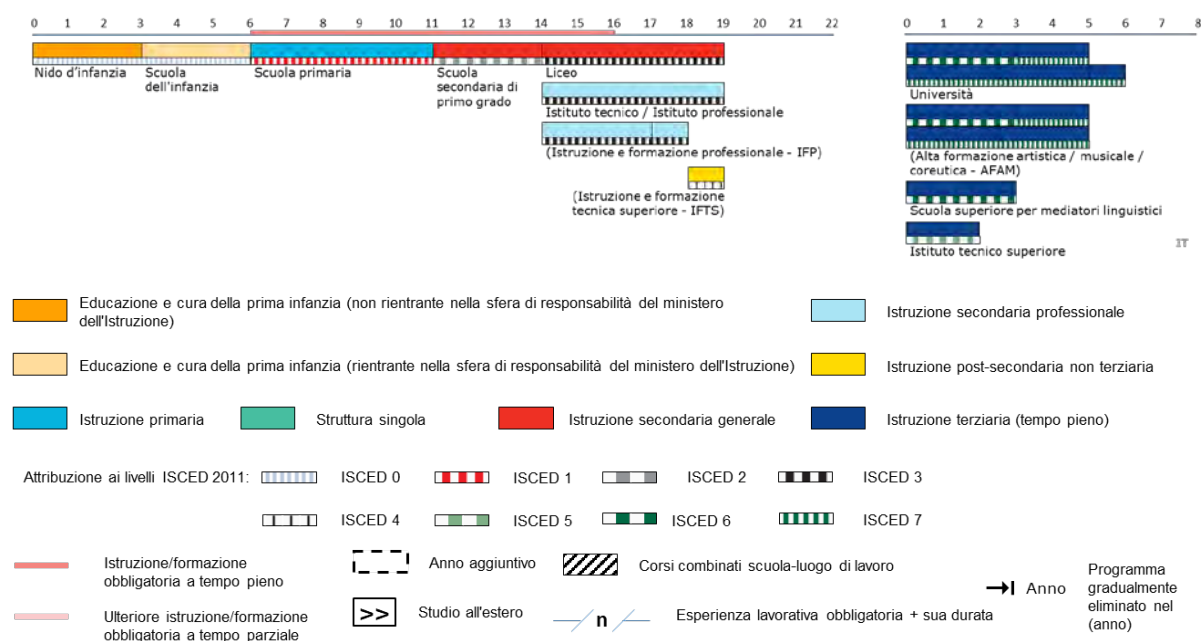 0 1 2 3 4 5 6 7 8 9 10 11 12 13 14 15 16 17 18 19 20 21 22
0 1 2 3 4 5 6 7 8
Nido d'infanzia
Scuola
dell'infanzia
Scuola primaria
Scuola
secondaria di
primo grado
Liceo
Istituto tecnico / Istituto professionale
(Istruzione e formazione professionale - IFP)
(Istruzione e formazione
tecnica superiore - IFTS)
Università
(Alta formazione artistica / musicale /
coreutica - AFAM)
Scuola superiore per mediatori linguistici
Istituto tecnico superiore
IT
Educazione e cura della prima infanzia (non rientrante nella sfera di responsabilità del ministero
dell'Istruzione)
Istruzione secondaria professionale
Educazione e cura della prima infanzia (rientrante nella sfera di responsabilità del ministero dell'Istruzione)
Istruzione post-secondaria non terziaria
Istruzione primaria
Struttura singola
Istruzione secondaria generale
Istruzione terziaria (tempo pieno)
Attribuzione ai livelli ISCED 2011:
ISCED 0
ISCED 1
ISCED 2
ISCED 3
ISCED 4
ISCED 5
ISCED 6
ISCED 7
Istruzione/formazione
obbligatoria a tempo pieno
Anno aggiuntivo
Corsi combinati scuola-luogo di lavoro
Anno
Programma
gradualmente
eliminato nel
(anno)
Ulteriore istruzione/formazione
obbligatoria a tempo parziale
>>
Studio all'estero
n
Esperienza lavorativa obbligatoria + sua durata